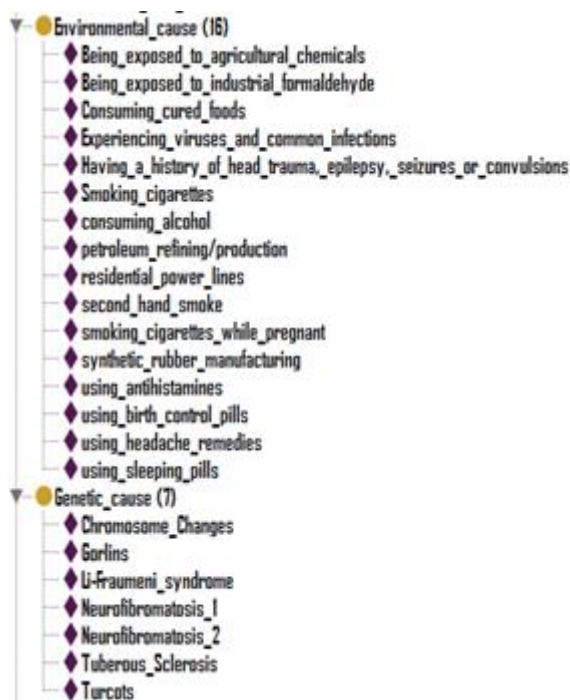 Environmental_cause (16)
Being_exposed_to_agricultural_chemicals
Being_exposed_to_industrial_formaldehyde
Consuming_cured_foods
Experiencing_viruses_and_common_infections
Having_a_history_of_head_trauma,_epilepsy,_seizures_or_convulsions
Smoking_cigarettes
consuming_alcohol
petroleum_refining/production
residential_power_lines
second_hand_smoke
smoking_cigarettes_while_pregnant
synthetic_rubber_manufacturing
using_antihistamines
using_birth_control_pills
using_headache_remedies
using_sleeping_pills
Genetic_cause (7)
Chromosome_Changes
Gorlins
Li-Fraumeni_syndrome
Neurofibromatosis_1
Neurofibromatosis_2
Tuberous_Sclerosis
Turcots